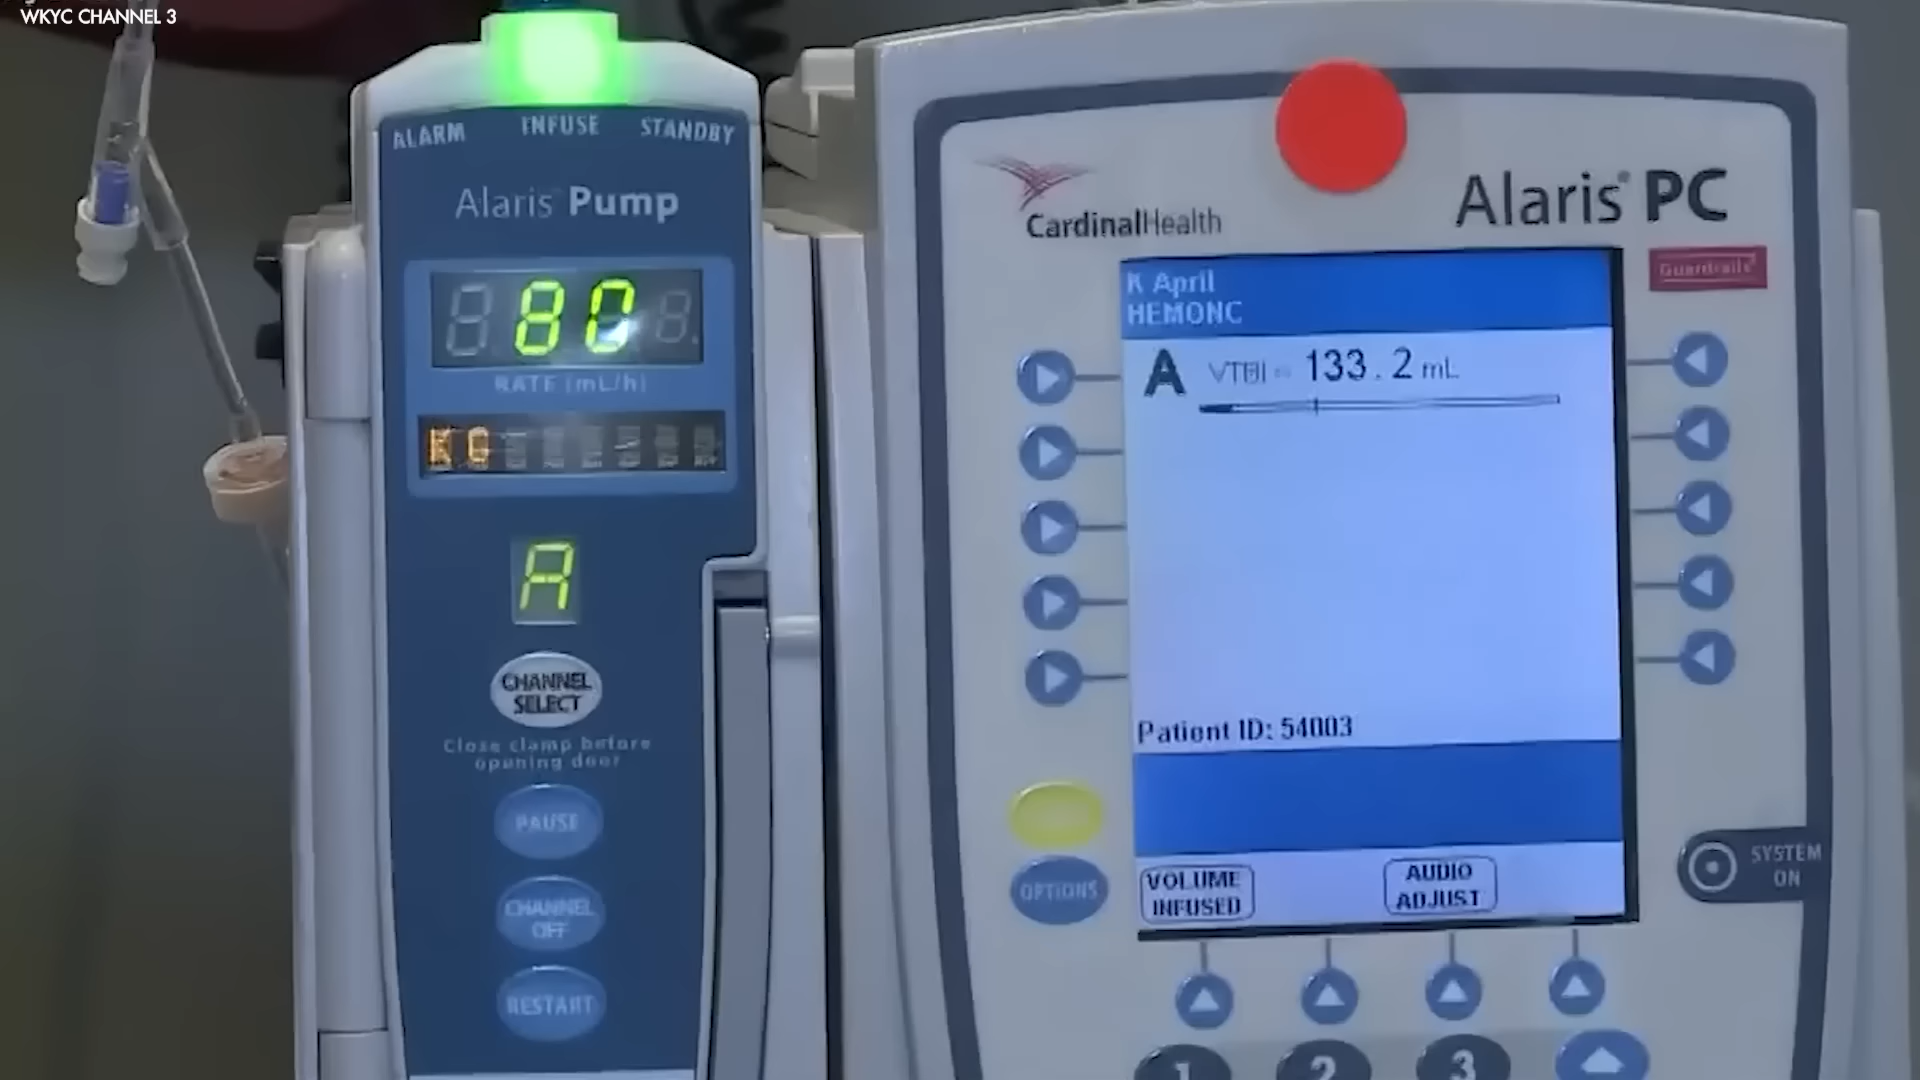 WKYC CHANNEL 3
ALARM INFUSE STANDBY
Alaris Pump
80
RATE (mL/h)
A
CHANNEL
SELECT
Close clamp before
opening door
PAUSE
CHANNEL
OFF
RESTART
CardinalHealth
Alaris® PC
Guardrails
K April
HEMONC
A VTBI = 133.2 mL
Patient ID: 54003
OPTIONS
VOLUME
INFUSED
AUDIO
ADJUST
SYSTEM
ON
1 2 3